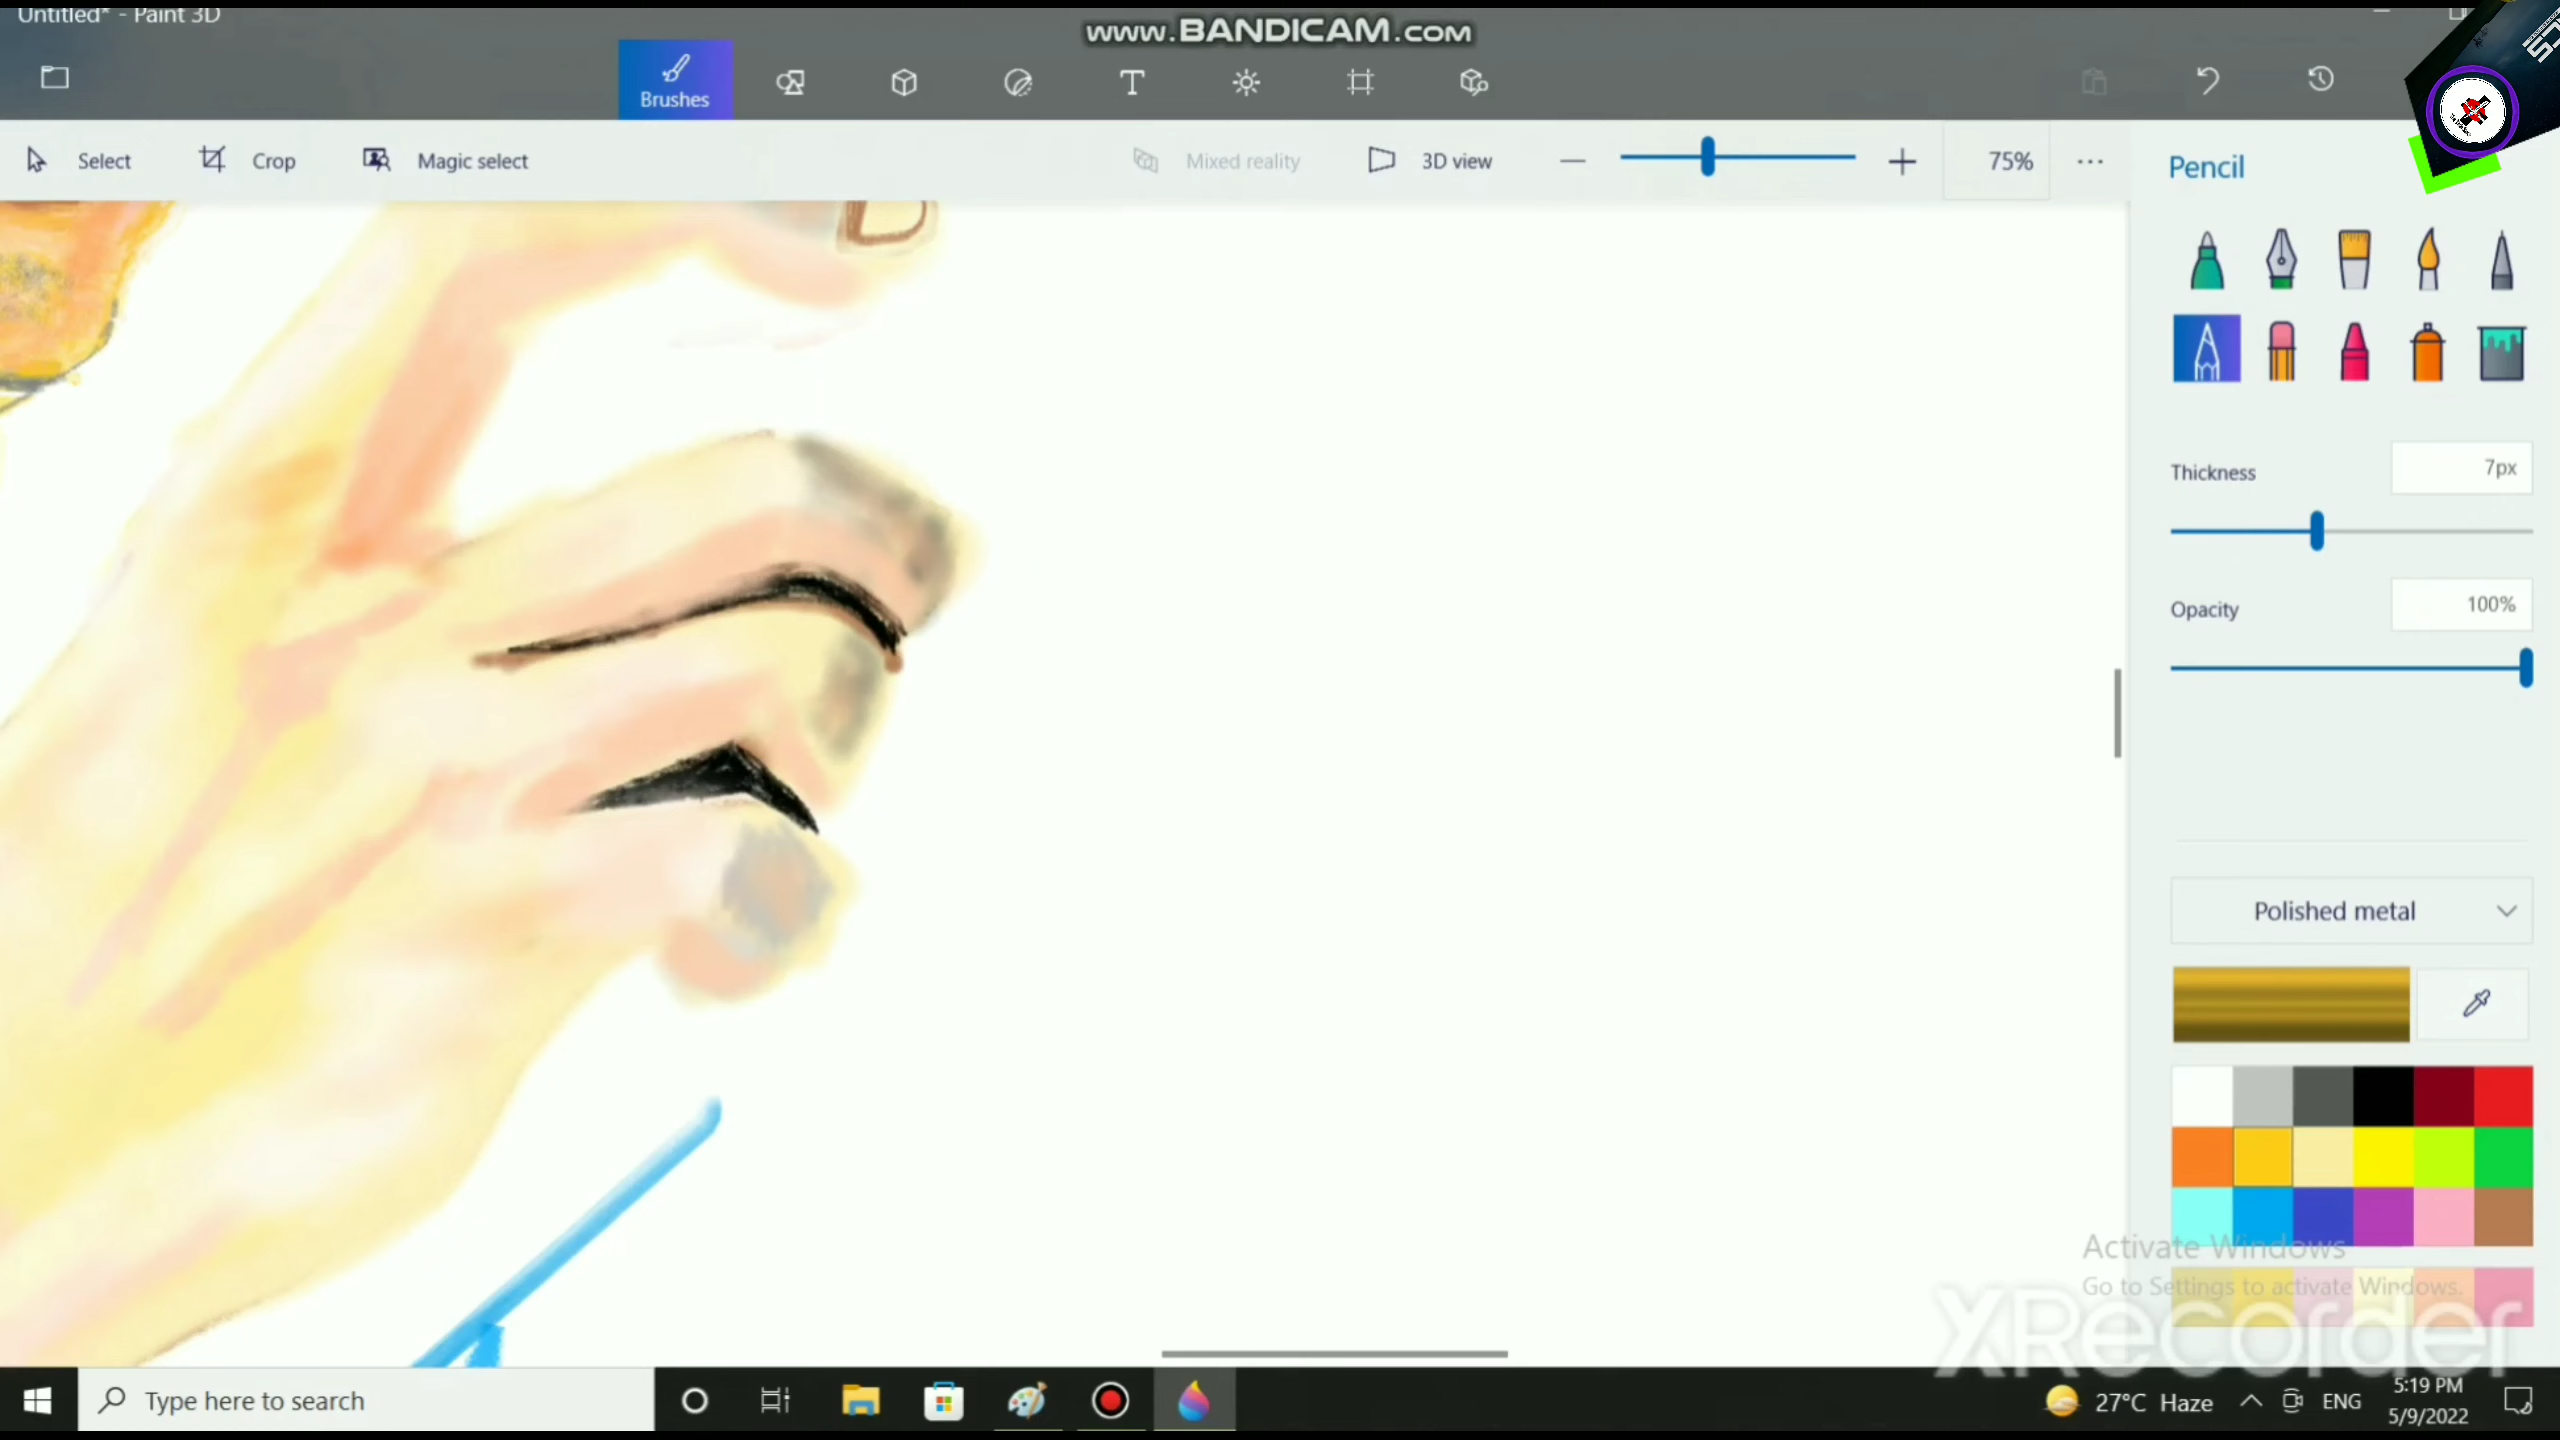 Untitled* - Paint 3D
www.BANDICAM.com
Brushes
Select
Crop
Magic select
Mixed reality
3D view
75%
Pencil
Thickness
7px
Opacity
100%
Polished metal
Activate Windows
Go to Settings to activate Windows.
XRecorder
Type here to search
27°C Haze
ENG
5:19 PM
5/9/2022